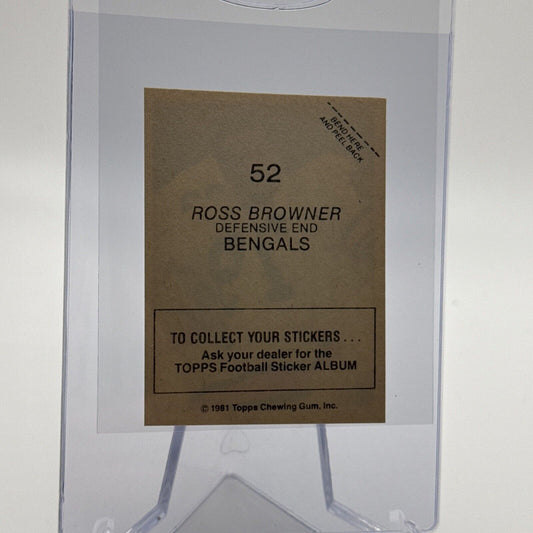 BEND HERE
AND PEEL BACK
52
ROSS BROWNER
DEFENSIVE END
BENGALS
TO COLLECT YOUR STICKERS...
Ask your dealer for the
TOPPS Football Sticker ALBUM
© 1981 Topps Chewing Gum, Inc.